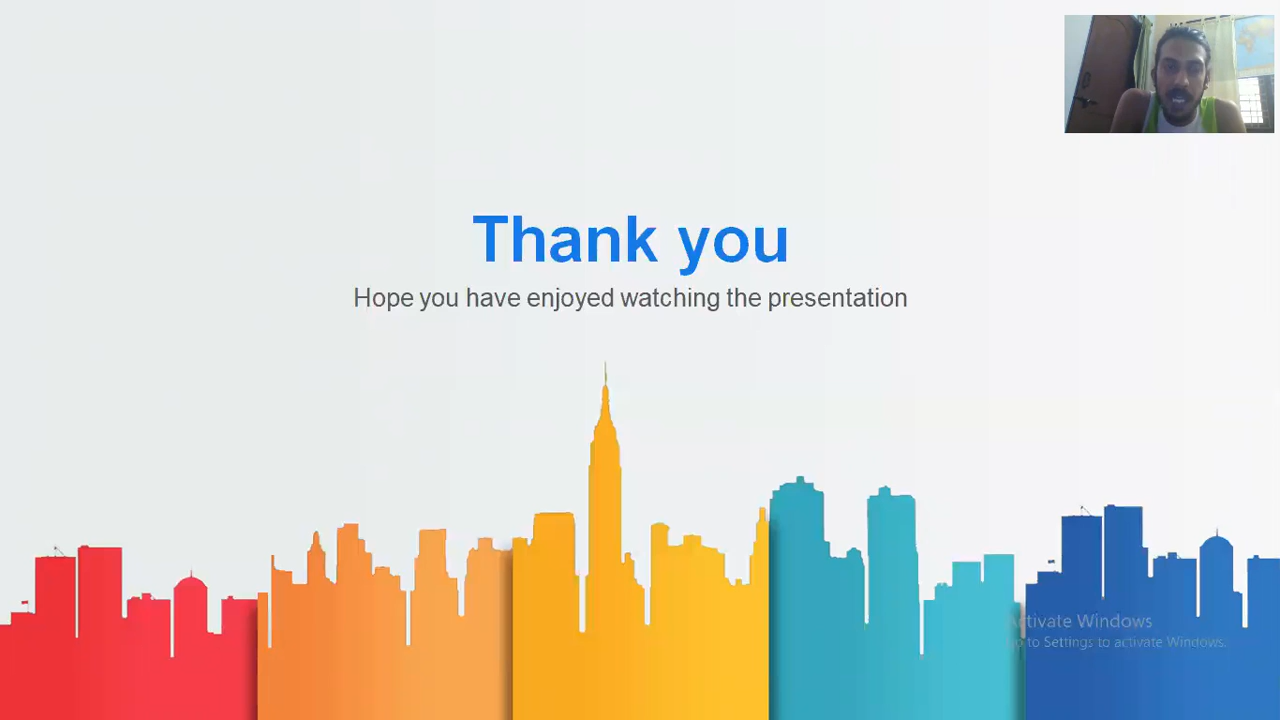 Thank you
Hope you have enjoyed watching the presentation
Activate Windows
Go to Settings to activate Windows.